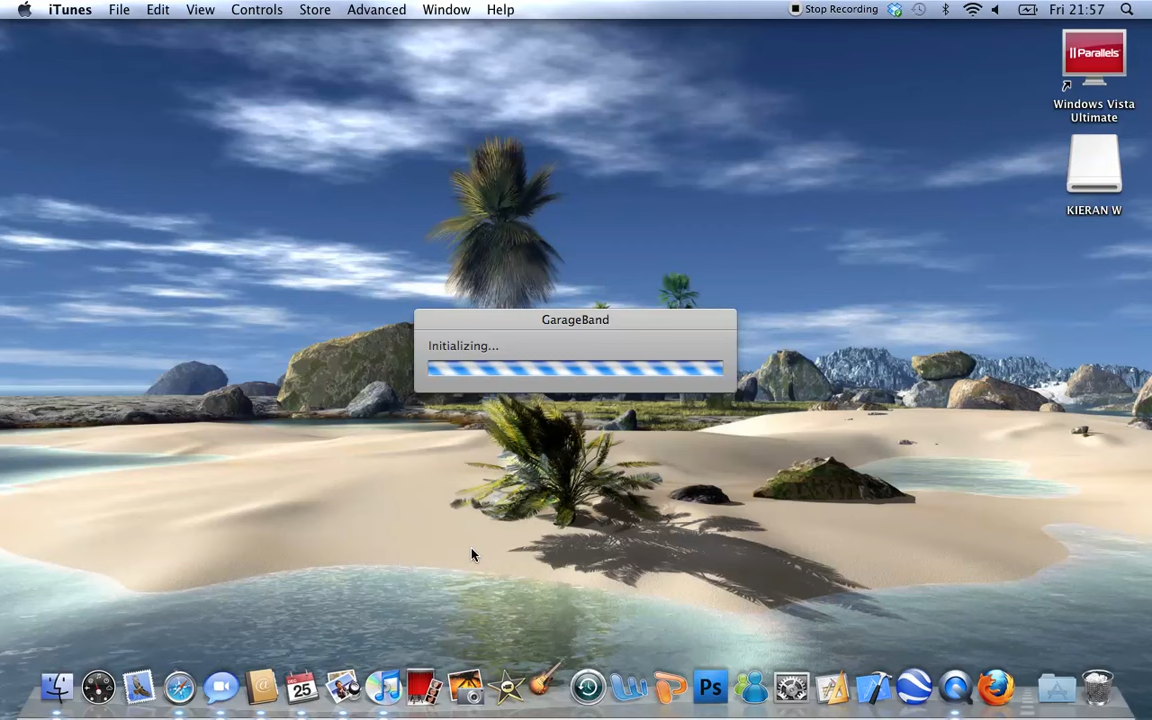 iTunes File Edit View Controls Store Advanced Window Help Stop Recording Fri 21:57
Parallels
Windows Vista
Ultimate
KIERAN W
GarageBand
Initializing...
25
Ps